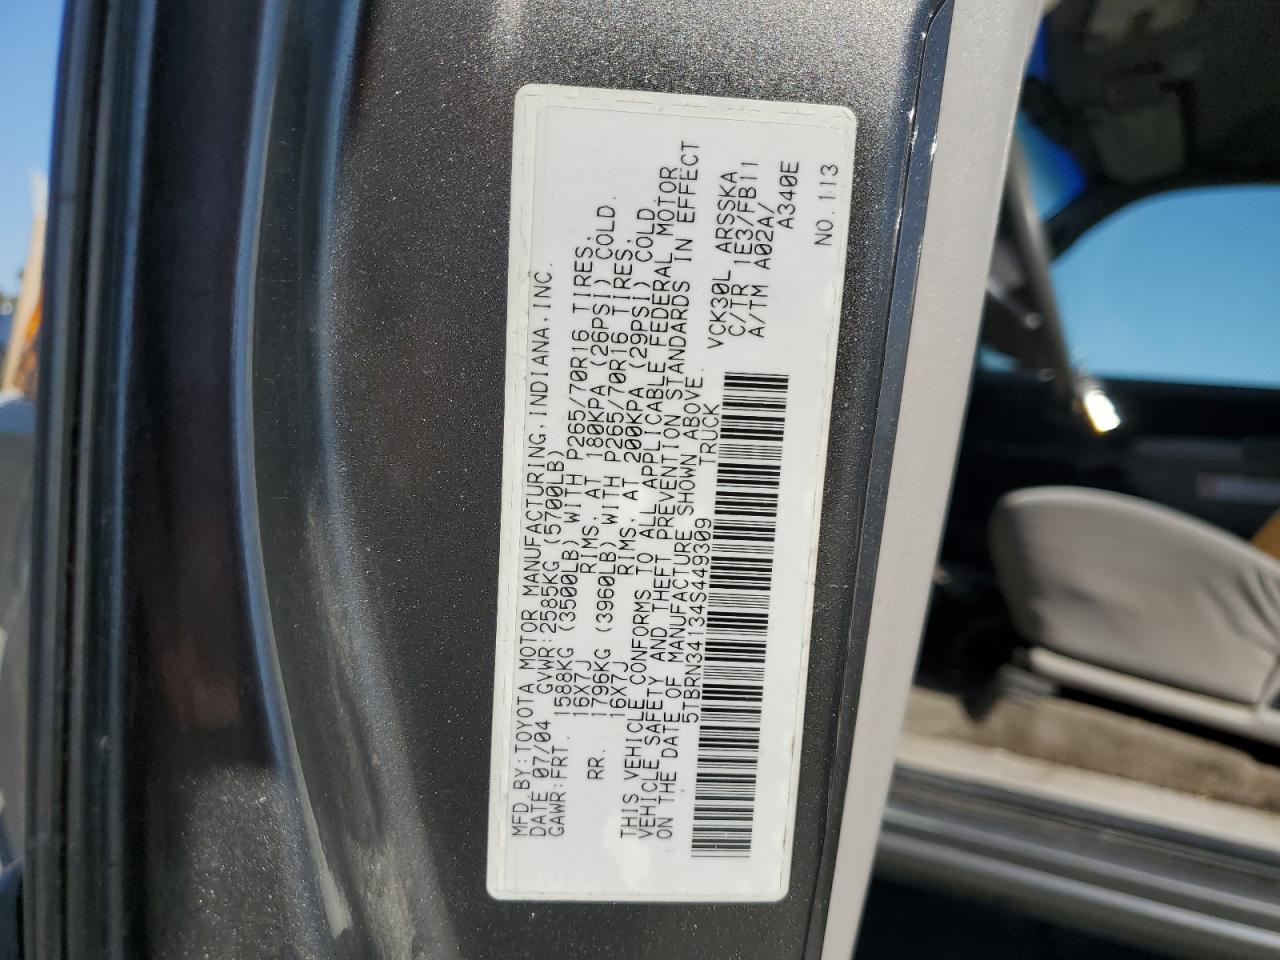 MFD.BY:TOYOTA MOTOR MANUFACTURING,INDIANA,INC.
DATE 07/04 GVWR:2585KG (5700LB)
GAWR:FRT. 1588KG (3500LB) WITH P265/70R16 TIRES,
16X7J RIMS, AT 180KPA (26PSI) COLD.
RR. 1796KG (3960LB) WITH P265/70R16 TIRES,
16X7J RIMS, AT 200KPA (29PSI) COLD
THIS VEHICLE CONFORMS TO ALL APPLICABLE FEDERAL MOTOR
VEHICLE SAFETY AND THEFT PREVENTION STANDARDS IN EFFECT
ON THE DATE OF MANUFACTURE SHOWN ABOVE.
5TBRN34134S449309 TRUCK
VCK30L ARSSKA
C/TR 1E3/FB11
A/TM A02A/
A340E
NO.113